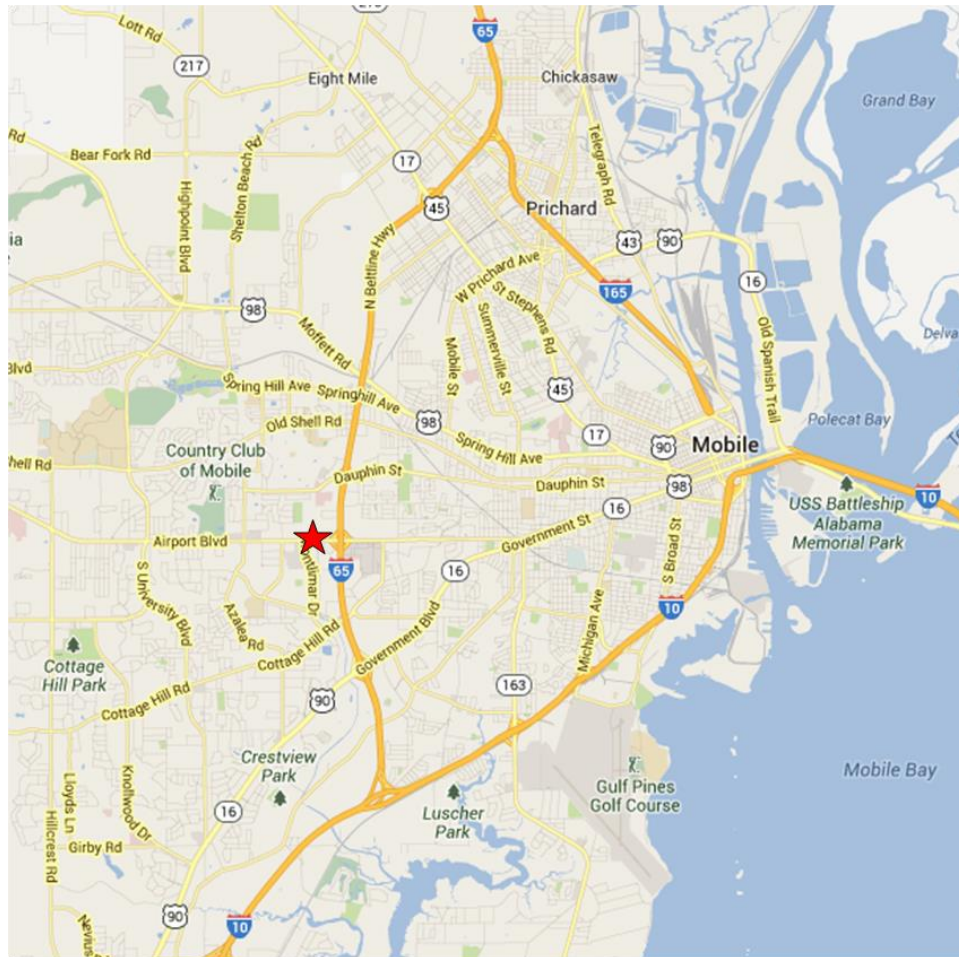 Lott Rd
217
65
Eight Mile
Chickasaw
Grand Bay
Rd
Bear Fork Rd
Shelton Beach Rd
Highpoint Blvd
17
45
Telegraph Rd
Prichard
43
90
16
ia
N Beltline Hwy
W Prichard Ave
St Stephens Rd
165
98
Moffett Rd
Mobile St
Summerville St
Old Spanish Trail
Delva
Blvd
Spring Hill Ave
Springhill Ave
45
Old Shell Rd
98
17
90
Polecat Bay
Mobile
Spring Hill Ave
Shell Rd
Country Club
of Mobile
Dauphin St
Dauphin St
98
16
10
USS Battleship
Alabama
Memorial Park
Airport Blvd
Government St
S Broad St
65
16
S University Blvd
Azalea Rd
ntlimar Dr
10
Cottage Hill Rd
Government Blvd
Michigan Ave
Cottage
Hill Park
Cottage Hill Rd
90
163
Crestview
Park
Luscher
Park
Gulf Pines
Golf Course
Mobile Bay
Lloyds Ln
Knollwood Dr
16
Hillcrest Rd
Girby Rd
90
10
Nevius